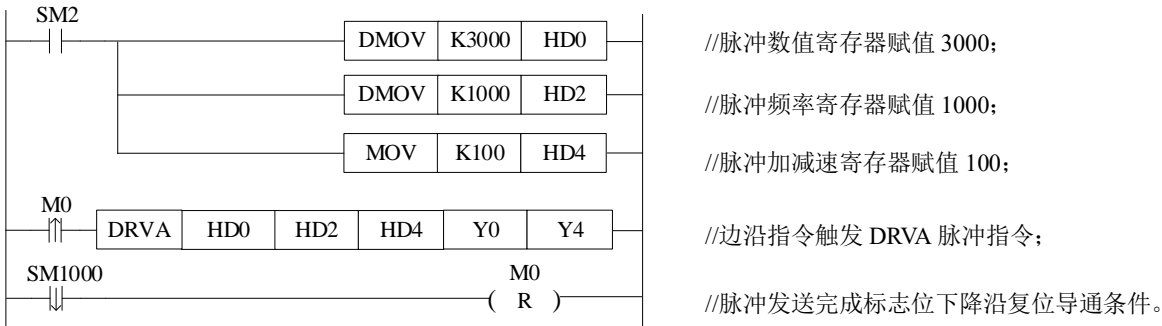 SM2
DMOV K3000 HD0 //脉冲数值寄存器赋值 3000;
DMOV K1000 HD2 //脉冲频率寄存器赋值 1000;
MOV K100 HD4 //脉冲加减速寄存器赋值 100;
M0
DRVA HD0 HD2 HD4 Y0 Y4 //边沿指令触发 DRVA 脉冲指令;
SM1000 M0
( R ) //脉冲发送完成标志位下降沿复位导通条件。